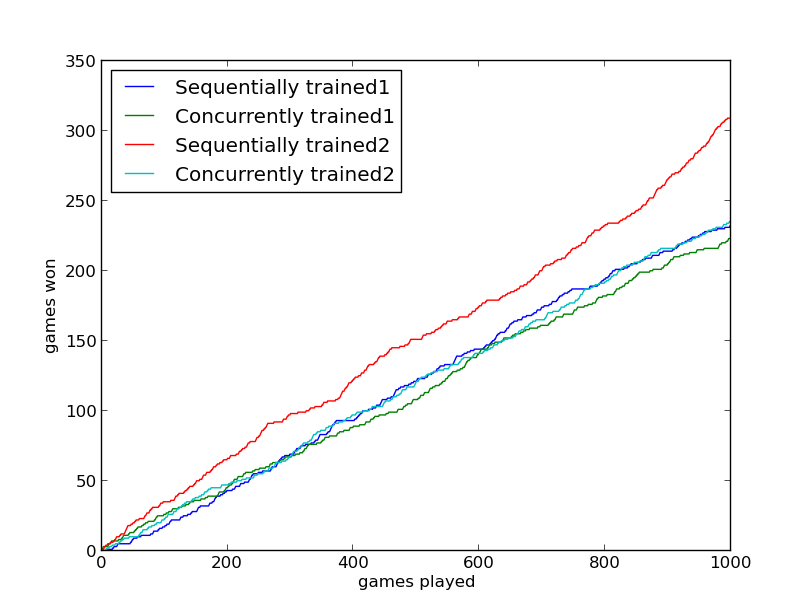 350
300
250
200
150
100
50
0
games won
Sequentially trained1
Concurrently trained1
Sequentially trained2
Concurrently trained2
0 200 400 600 800 1000
games played